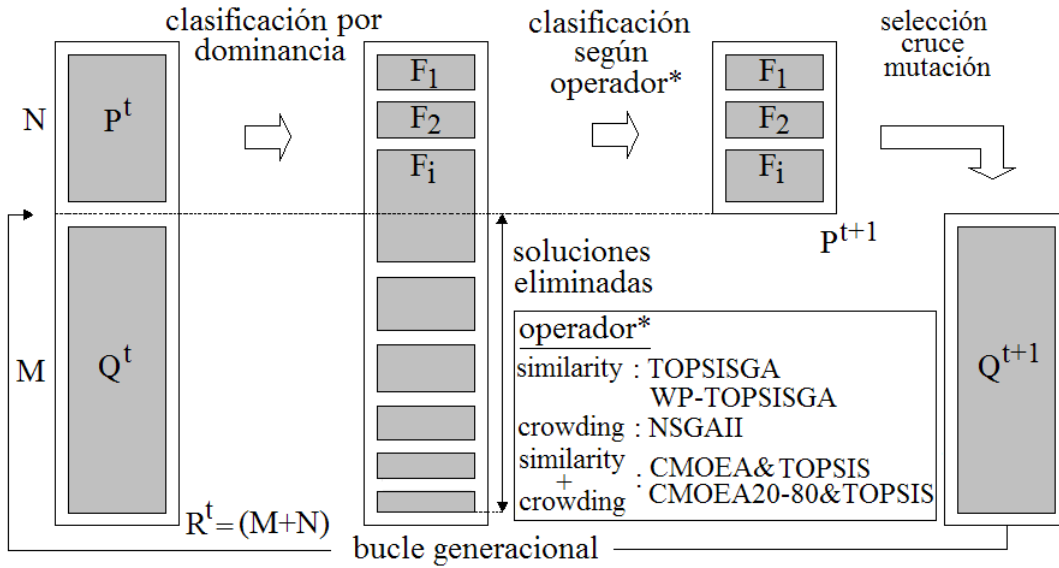 clasificación por
dominancia
clasificación
según
operador*
selección
cruce
mutación
N
P^t
F_1
F_2
F_i
F_1
F_2
F_i
P^{t+1}
soluciones
eliminadas
M
Q^t
operador*
similarity : TOPSISGA
WP-TOPSISGA
crowding : NSGAII
similarity
+
crowding
: CMOEA&TOPSIS
CMOEA20-80&TOPSIS
Q^{t+1}
R^t=(M+N)
bucle generacional